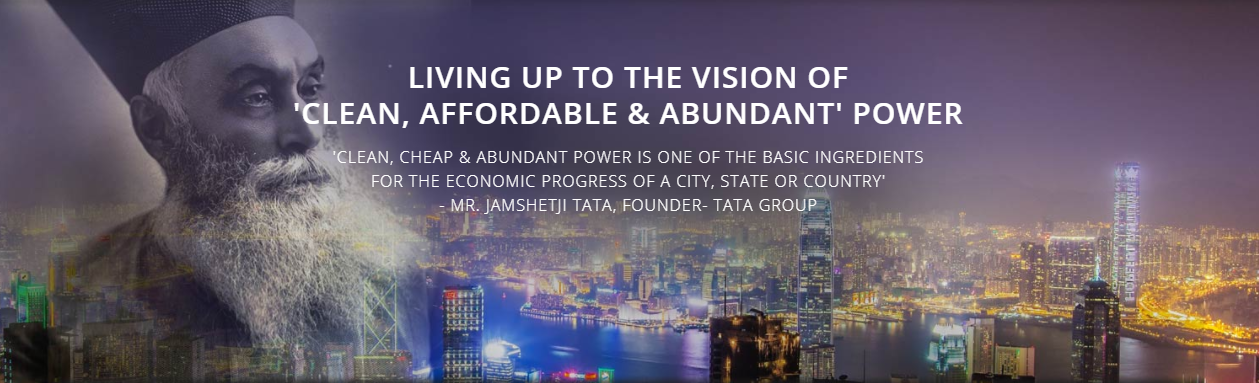 LIVING UP TO THE VISION OF
'CLEAN, AFFORDABLE & ABUNDANT' POWER
'CLEAN, CHEAP & ABUNDANT POWER IS ONE OF THE BASIC INGREDIENTS
FOR THE ECONOMIC PROGRESS OF A CITY, STATE OR COUNTRY'
- MR. JAMSHETJI TATA, FOUNDER- TATA GROUP